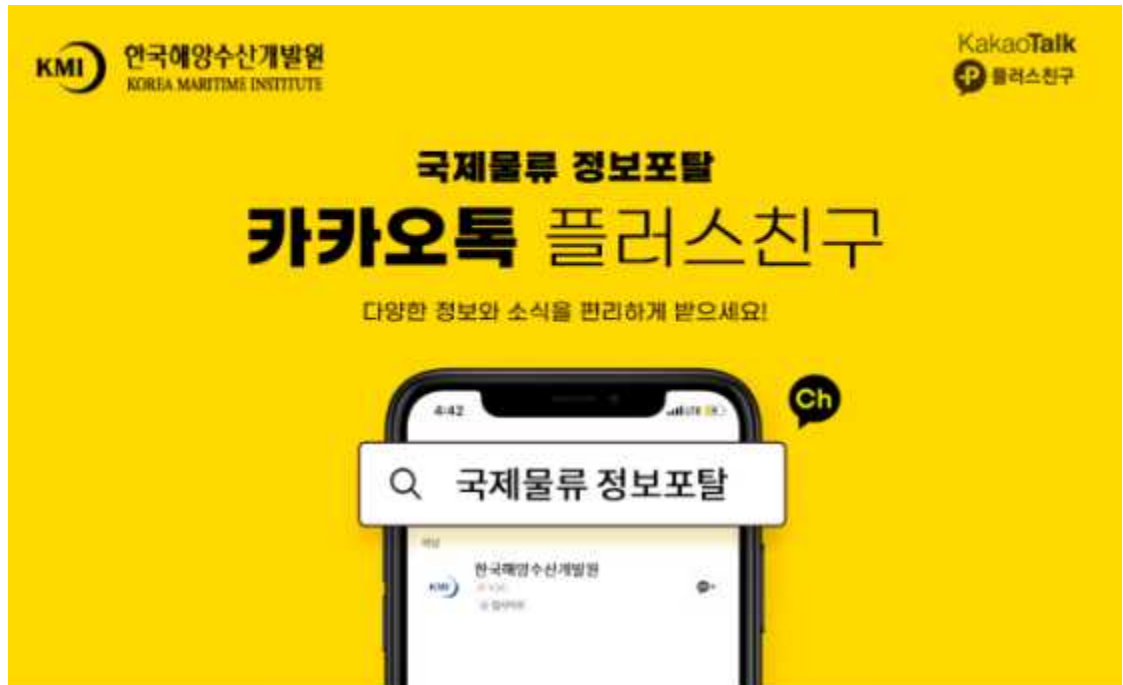 KMI 한국해양수산개발원
KOREA MARITIME INSTITUTE
KakaoTalk
플러스친구
국제물류 정보포탈
카카오톡 플러스친구
다양한 정보와 소식을 편리하게 받으세요!
Ch
4:42
LTE
국제물류 정보포탈
채널
KMI 한국해양수산개발원